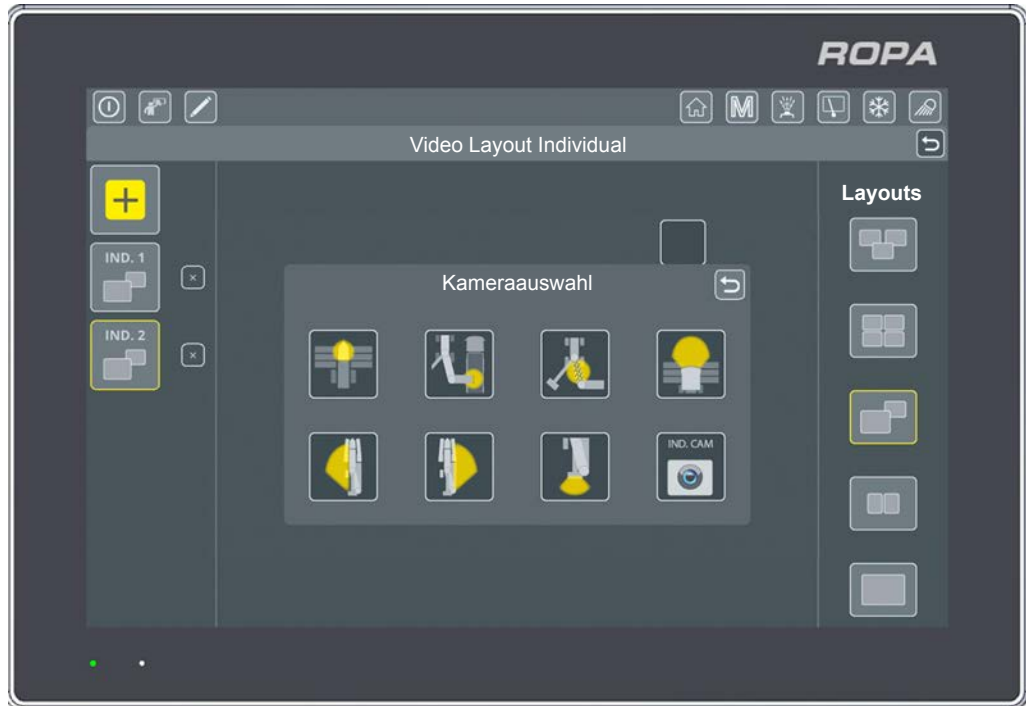 ROPA
M
Video Layout Individual
Layouts
IND. 1
Kameraauswahl
IND. 2
IND. CAM